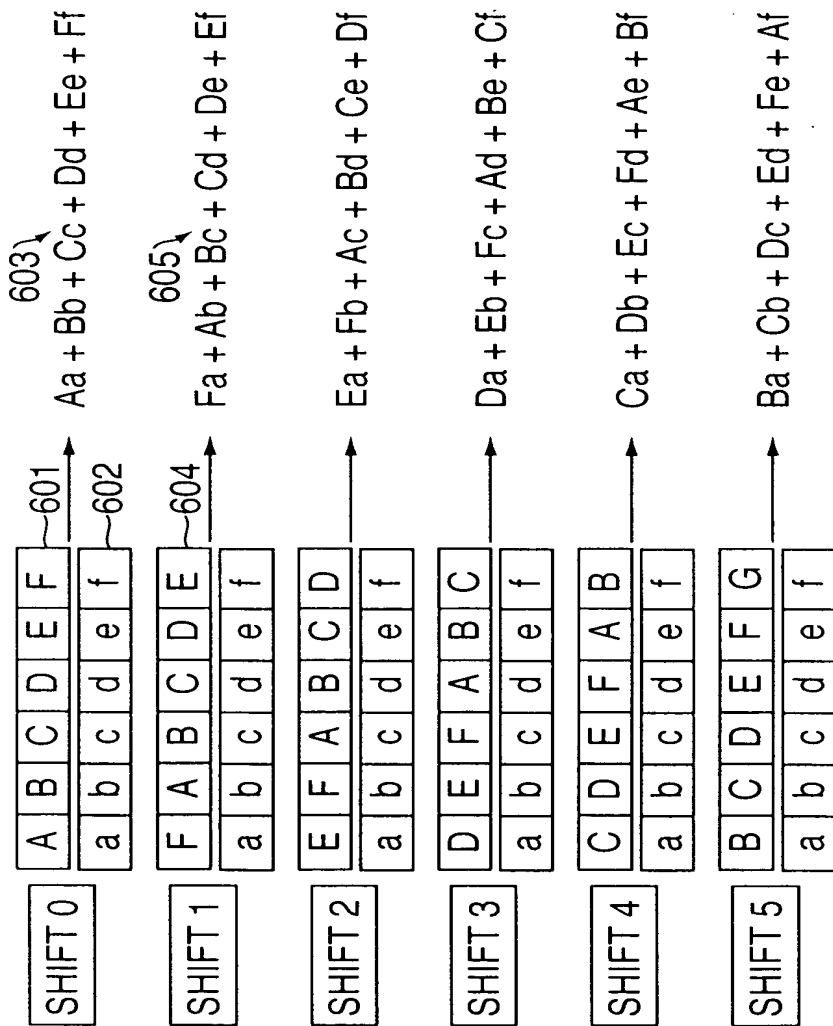 603
SHIFT 0 A B C D E F 601 Aa + Bb + Cc + Dd + Ee + Ff
a b c d e f 602
605
SHIFT 1 F A B C D E 604 Fa + Ab + Bc + Cd + De + Ef
a b c d e f
SHIFT 2 E F A B C D Ea + Fb + Ac + Bd + Ce + Df
a b c d e f
SHIFT 3 D E F A B C Da + Eb + Fc + Ad + Be + Cf
a b c d e f
SHIFT 4 C D E F A B Ca + Db + Ec + Fd + Ae + Bf
a b c d e f
SHIFT 5 B C D E F G Ba + Cb + Dc + Ed + Fe + Af
a b c d e f